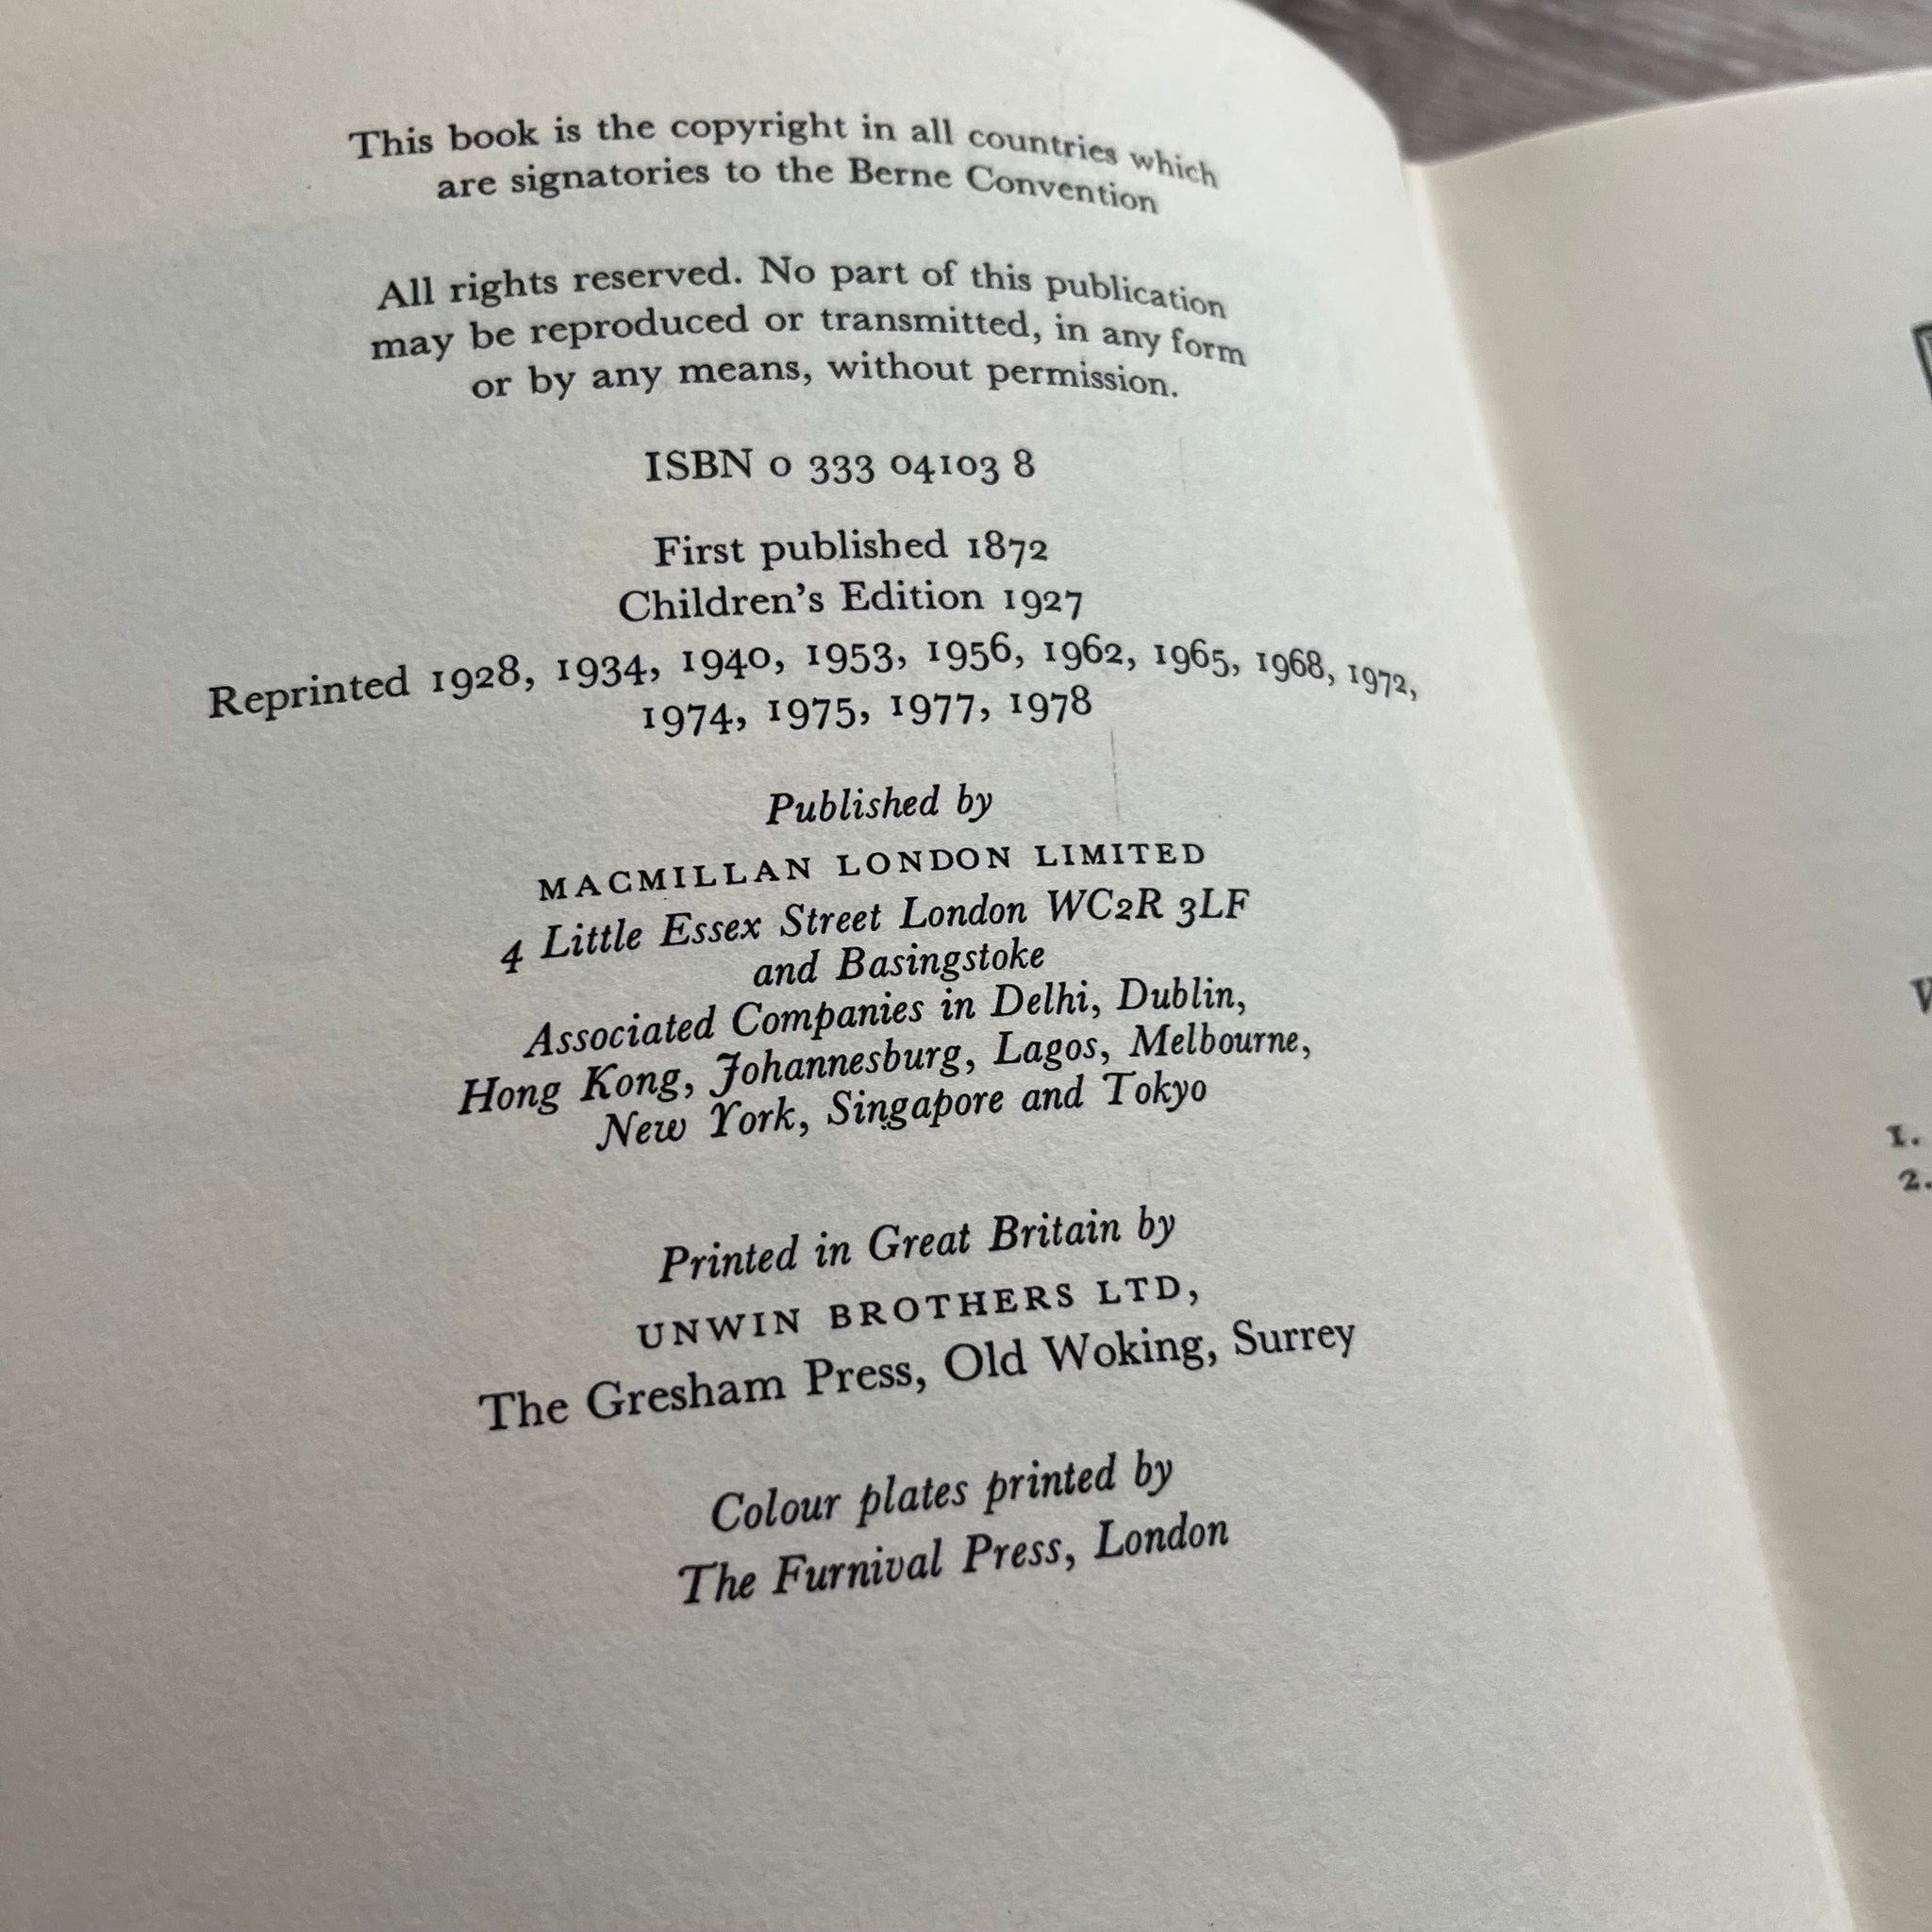 This book is the copyright in all countries which
are signatories to the Berne Convention
All rights reserved. No part of this publication
may be reproduced or transmitted, in any form
or by any means, without permission.
ISBN 0 333 04103 8
First published 1872
Children's Edition 1927
Reprinted 1928, 1934, 1940, 1953, 1956, 1962, 1965, 1968, 1972,
1974, 1975, 1977, 1978
Published by
MACMILLAN LONDON LIMITED
4 Little Essex Street London WC2R 3LF
and Basingstoke
Associated Companies in Delhi, Dublin,
Hong Kong, Johannesburg, Lagos, Melbourne,
New York, Singapore and Tokyo
Printed in Great Britain by
UNWIN BROTHERS LTD,
The Gresham Press, Old Woking, Surrey
Colour plates printed by
The Furnival Press, London
1.
2.